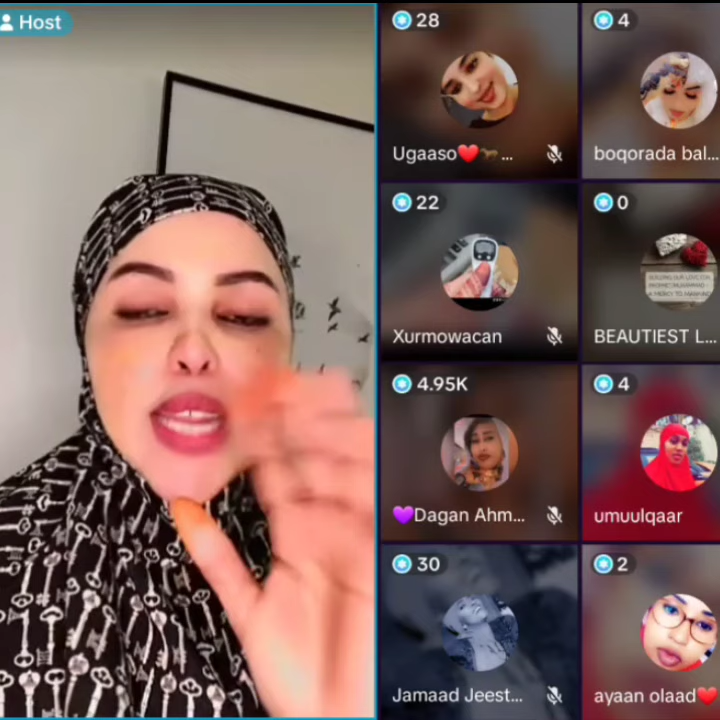 Host
28
Ugaaso❤️🐆...
4
boqorada bal...
22
Xurmowacan
0
BEAUTIEST L...
4.95K
💜Dagan Ahm...
4
umuulqaar
30
Jamaad Jeest...
2
ayaan olaad❤️